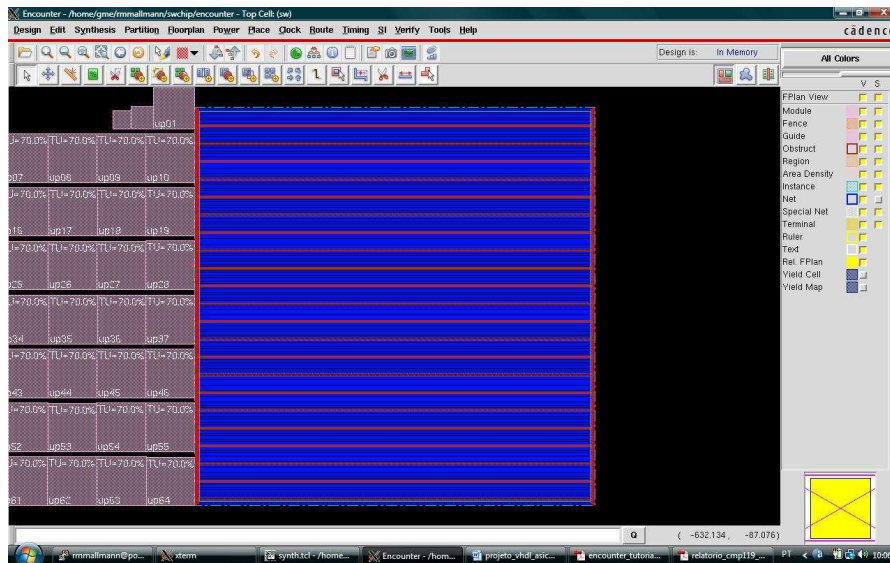 Encounter - /home/gme/rmmallmann/swchip/encounter - Top Cell: (sw)
Design Edit Synthesis Partition Floorplan Power Place Clock Route Timing SI Verify Tools Help
cādence
Design is: In Memory
All Colors
V S
FPlan View
Module
Fence
Guide
Obstruct
Region
Area Density
Instance
Net
Special Net
Terminal
Ruler
Text
Rel. FPlan
Yield Cell
Yield Map
up01
TU=70.0% TU=70.0% TU=70.0%
up08 up09 up10
TU=70.0% TU=70.0% TU=70.0%
up17 up18 up19
TU=70.0% TU=70.0% TU=70.0%
up26 up27 up28
TU=70.0% TU=70.0% TU=70.0%
up35 up36 up37
TU=70.0% TU=70.0% TU=70.0%
up44 up45 up46
TU=70.0% TU=70.0% TU=70.0%
up53 up54 up55
TU=70.0% TU=70.0% TU=70.0%
up62 up63 up64
Q ( -632.134, -87.076)
rmmallmann@po... xterm synth.tcl - /home... Encounter - /hom... projeto_vhdl_asic... encounter_tutoria... relatorio_cmp119_... PT